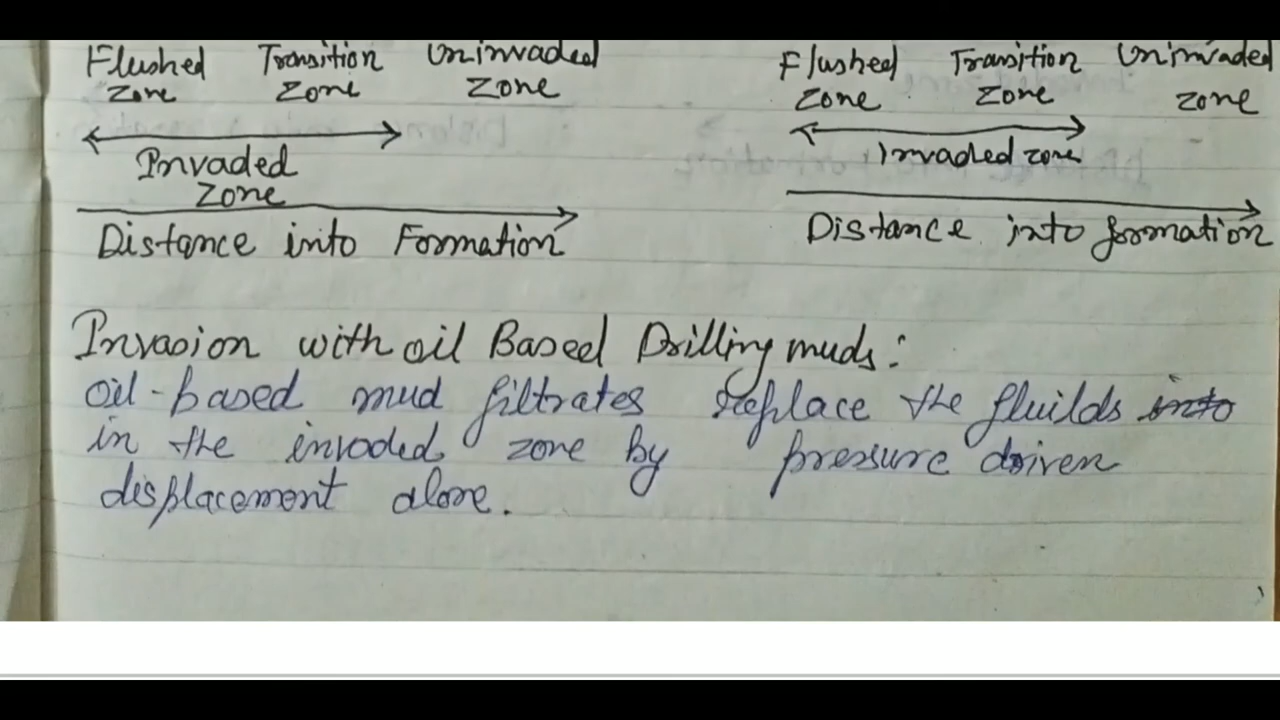 Flushed Transition Uninvaded
zone Zone Zone
Invaded
Zone
Distance into Formation
Flushed Transition Uninvaded
zone Zone zone
Invaded zone
Distance into formation
Invasion with oil Based Drilling muds:
oil-based mud filtrates replace the fluilds into
in the invaded zone by pressure driven
displacement alone.